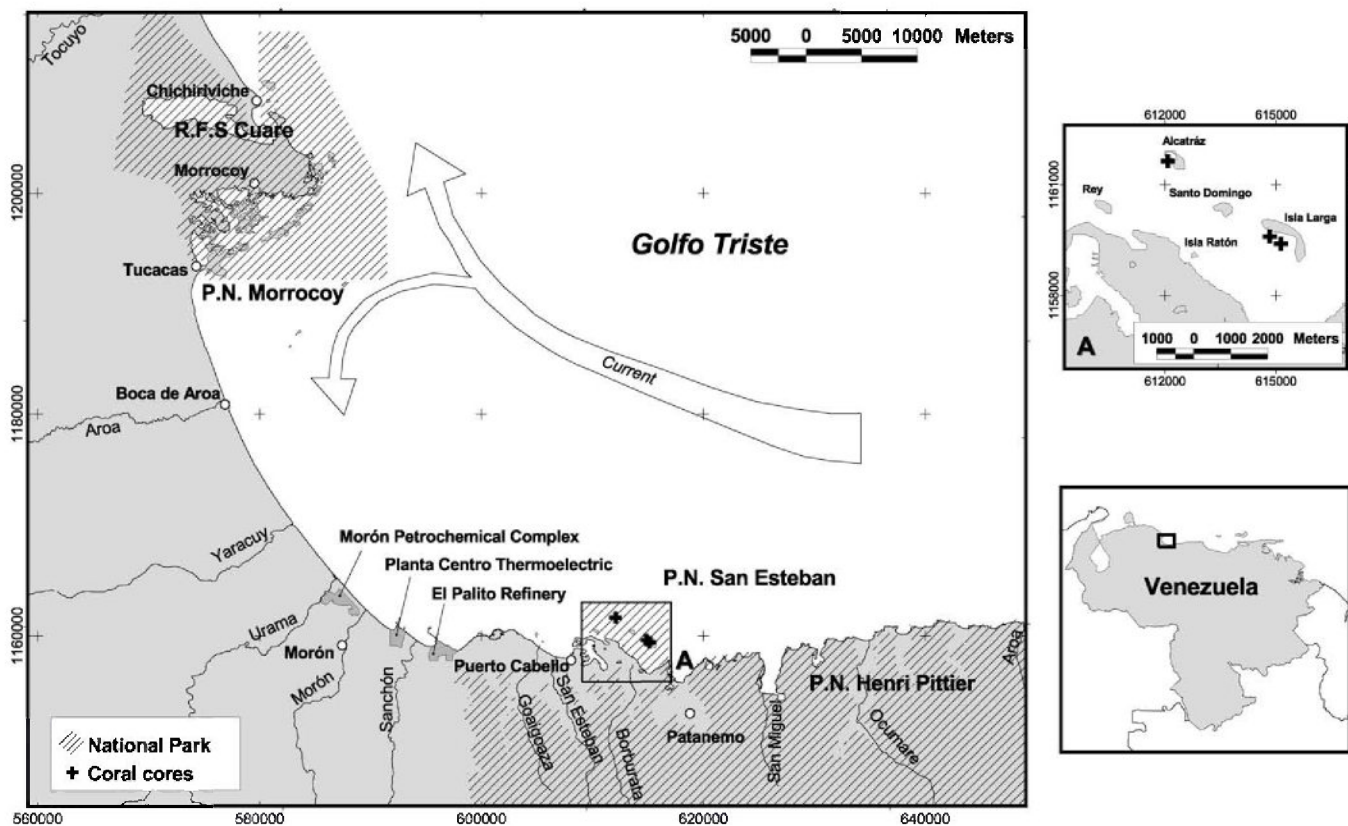 5000 0 5000 10000 Meters
Tocuyo
Chichiriviche
R.F.S Cuare
Morrocoy
1200000
Golfo Triste
Tucacas
P.N. Morrocoy
Current
Boca de Aroa
1180000
Aroa
Yaracuy
Morón Petrochemical Complex
Planta Centro Thermoelectric
El Palito Refinery
P.N. San Esteban
Urama
1160000
Morón
Puerto Cabello
A
Aroa
P.N. Henri Pittier
Morón
Sanchón
Goaigoaza
San Esteban
Borburata
Patanemo
San Miguel
Ocumare
National Park
Coral cores
560000 580000 600000 620000 640000
612000 615000
Alcatráz
1161000
Rey
Santo Domingo
Isla Larga
Isla Ratón
1158000
1000 0 1000 2000 Meters
A
612000 615000
Venezuela